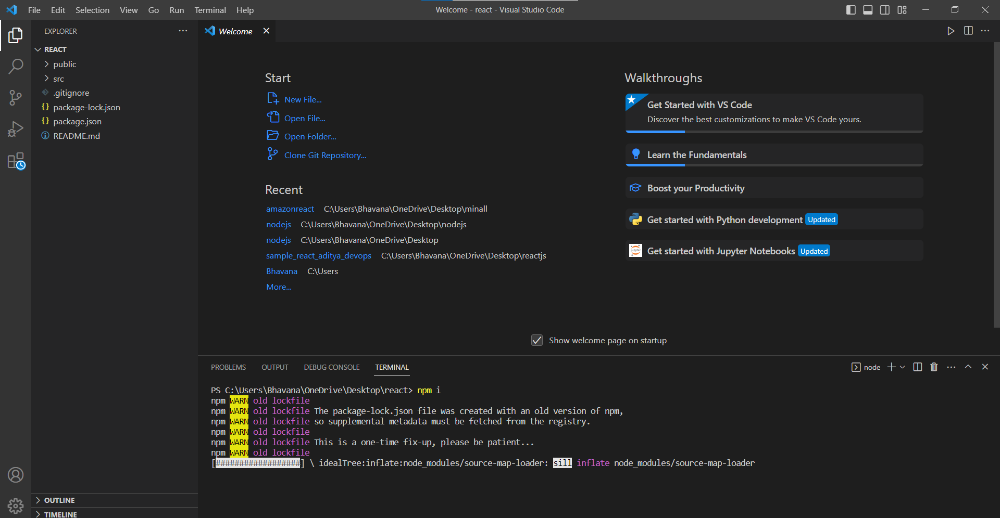 File Edit Selection View Go Run Terminal Help
Welcome - react - Visual Studio Code
EXPLORER
REACT
public
src
.gitignore
package-lock.json
package.json
README.md
OUTLINE
TIMELINE
Welcome
Start
New File...
Open File...
Open Folder...
Clone Git Repository...
Recent
amazonreact C:\Users\Bhavana\OneDrive\Desktop\minall
nodejs C:\Users\Bhavana\OneDrive\Desktop\nodejs
nodejs C:\Users\Bhavana\OneDrive\Desktop
sample_react_aditya_devops C:\Users\Bhavana\OneDrive\Desktop\reactjs
Bhavana C:\Users
More...
Walkthroughs
Get Started with VS Code
Discover the best customizations to make VS Code yours.
Learn the Fundamentals
Boost your Productivity
Get started with Python development Updated
jupyter
Get started with Jupyter Notebooks Updated
Show welcome page on startup
PROBLEMS OUTPUT DEBUG CONSOLE TERMINAL
node
PS C:\Users\Bhavana\OneDrive\Desktop\react> npm i
npm WARN old lockfile
npm WARN old lockfile The package-lock.json file was created with an old version of npm,
npm WARN old lockfile so supplemental metadata must be fetched from the registry.
npm WARN old lockfile
npm WARN old lockfile This is a one-time fix-up, please be patient...
npm WARN old lockfile
[##################] \ idealTree:inflate:node_modules/source-map-loader: sill inflate node_modules/source-map-loader